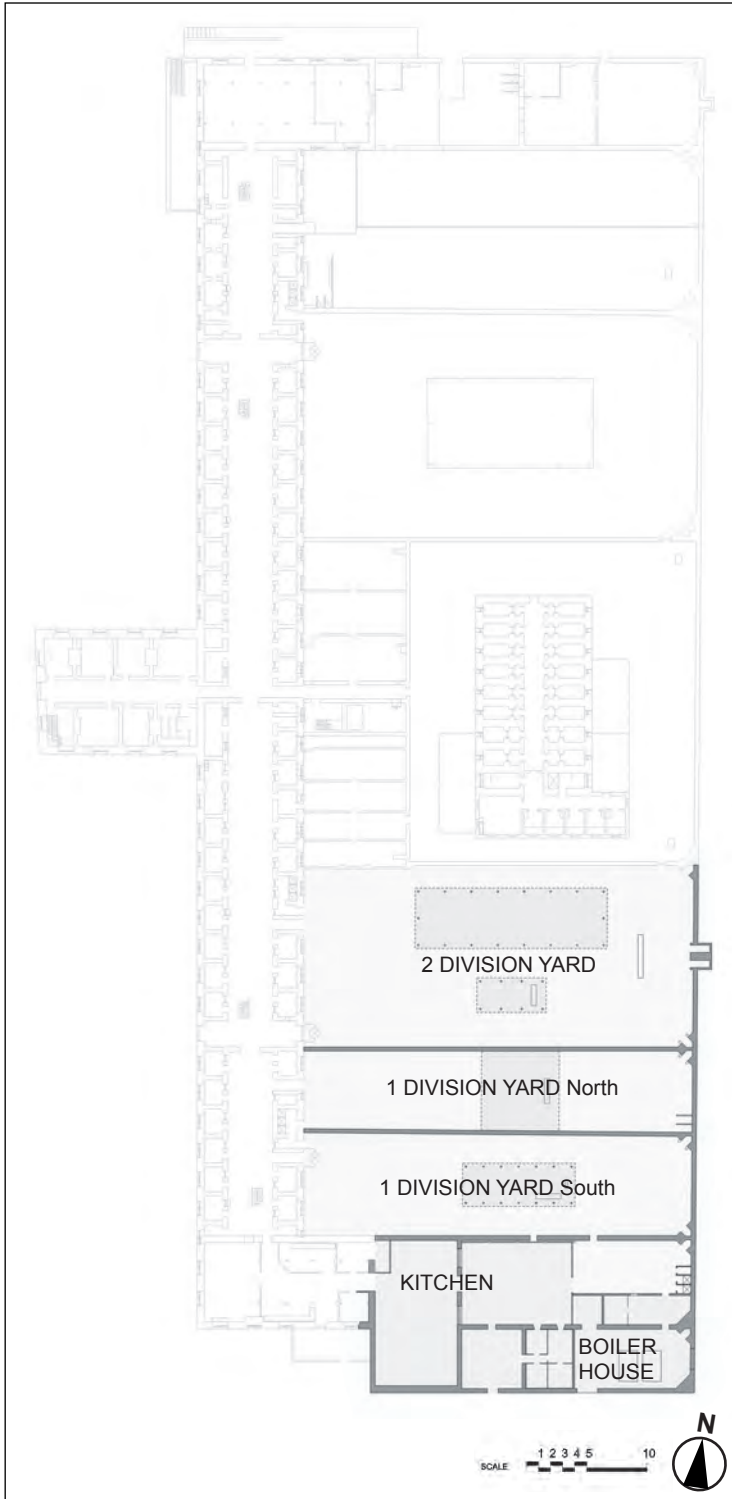 2 DIVISION YARD
1 DIVISION YARD North
1 DIVISION YARD South
KITCHEN
BOILER
HOUSE
N
SCALE 1 2 3 4 5 10